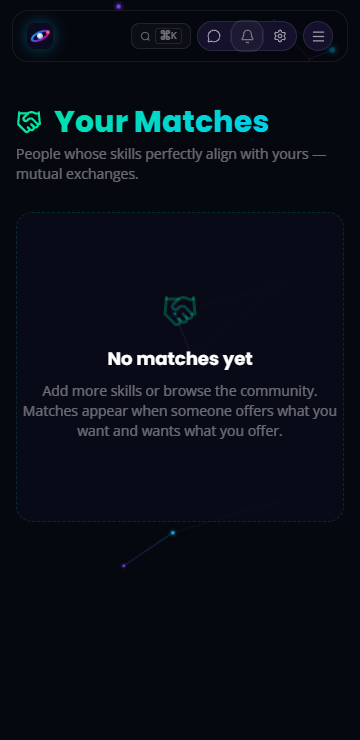 ⌘K
Your Matches
People whose skills perfectly align with yours —
mutual exchanges.
No matches yet
Add more skills or browse the community.
Matches appear when someone offers what you
want and wants what you offer.